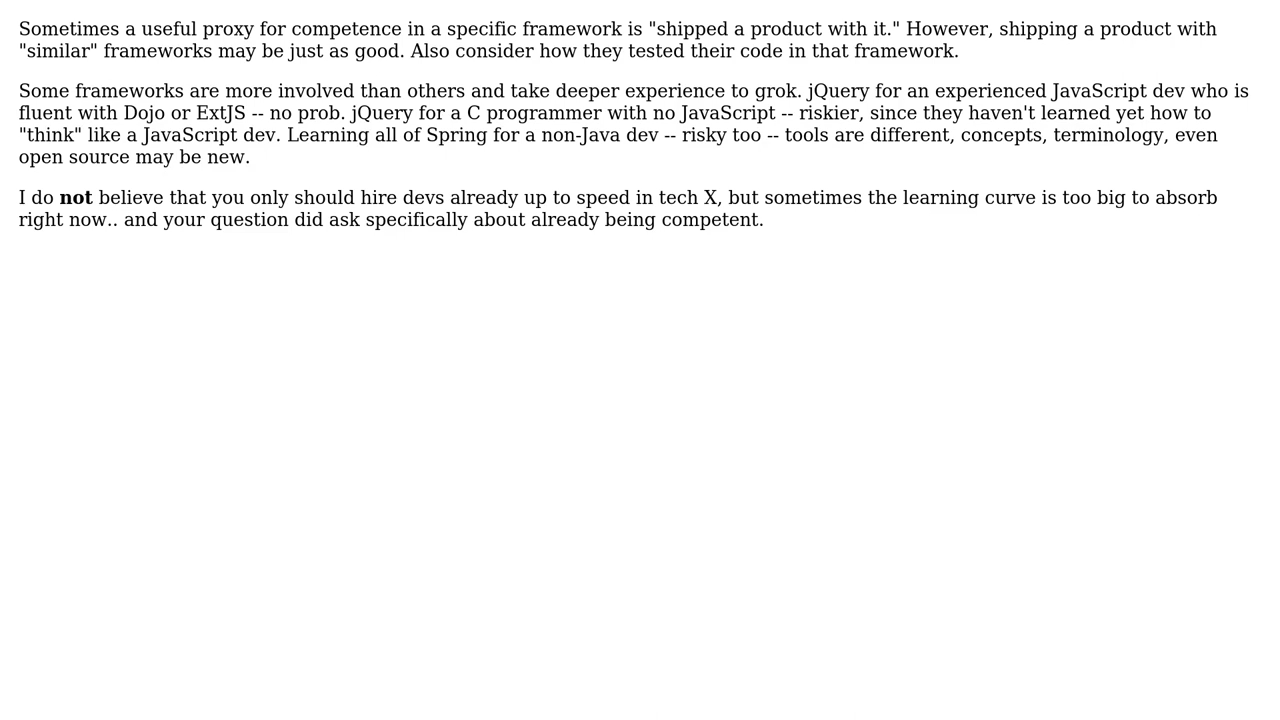 Sometimes a useful proxy for competence in a specific framework is "shipped a product with it." However, shipping a product with
"similar" frameworks may be just as good. Also consider how they tested their code in that framework.
Some frameworks are more involved than others and take deeper experience to grok. jQuery for an experienced JavaScript dev who is
fluent with Dojo or ExtJS -- no prob. jQuery for a C programmer with no JavaScript -- riskier, since they haven't learned yet how to
"think" like a JavaScript dev. Learning all of Spring for a non-Java dev -- risky too -- tools are different, concepts, terminology, even
open source may be new.
I do not believe that you only should hire devs already up to speed in tech X, but sometimes the learning curve is too big to absorb
right now.. and your question did ask specifically about already being competent.